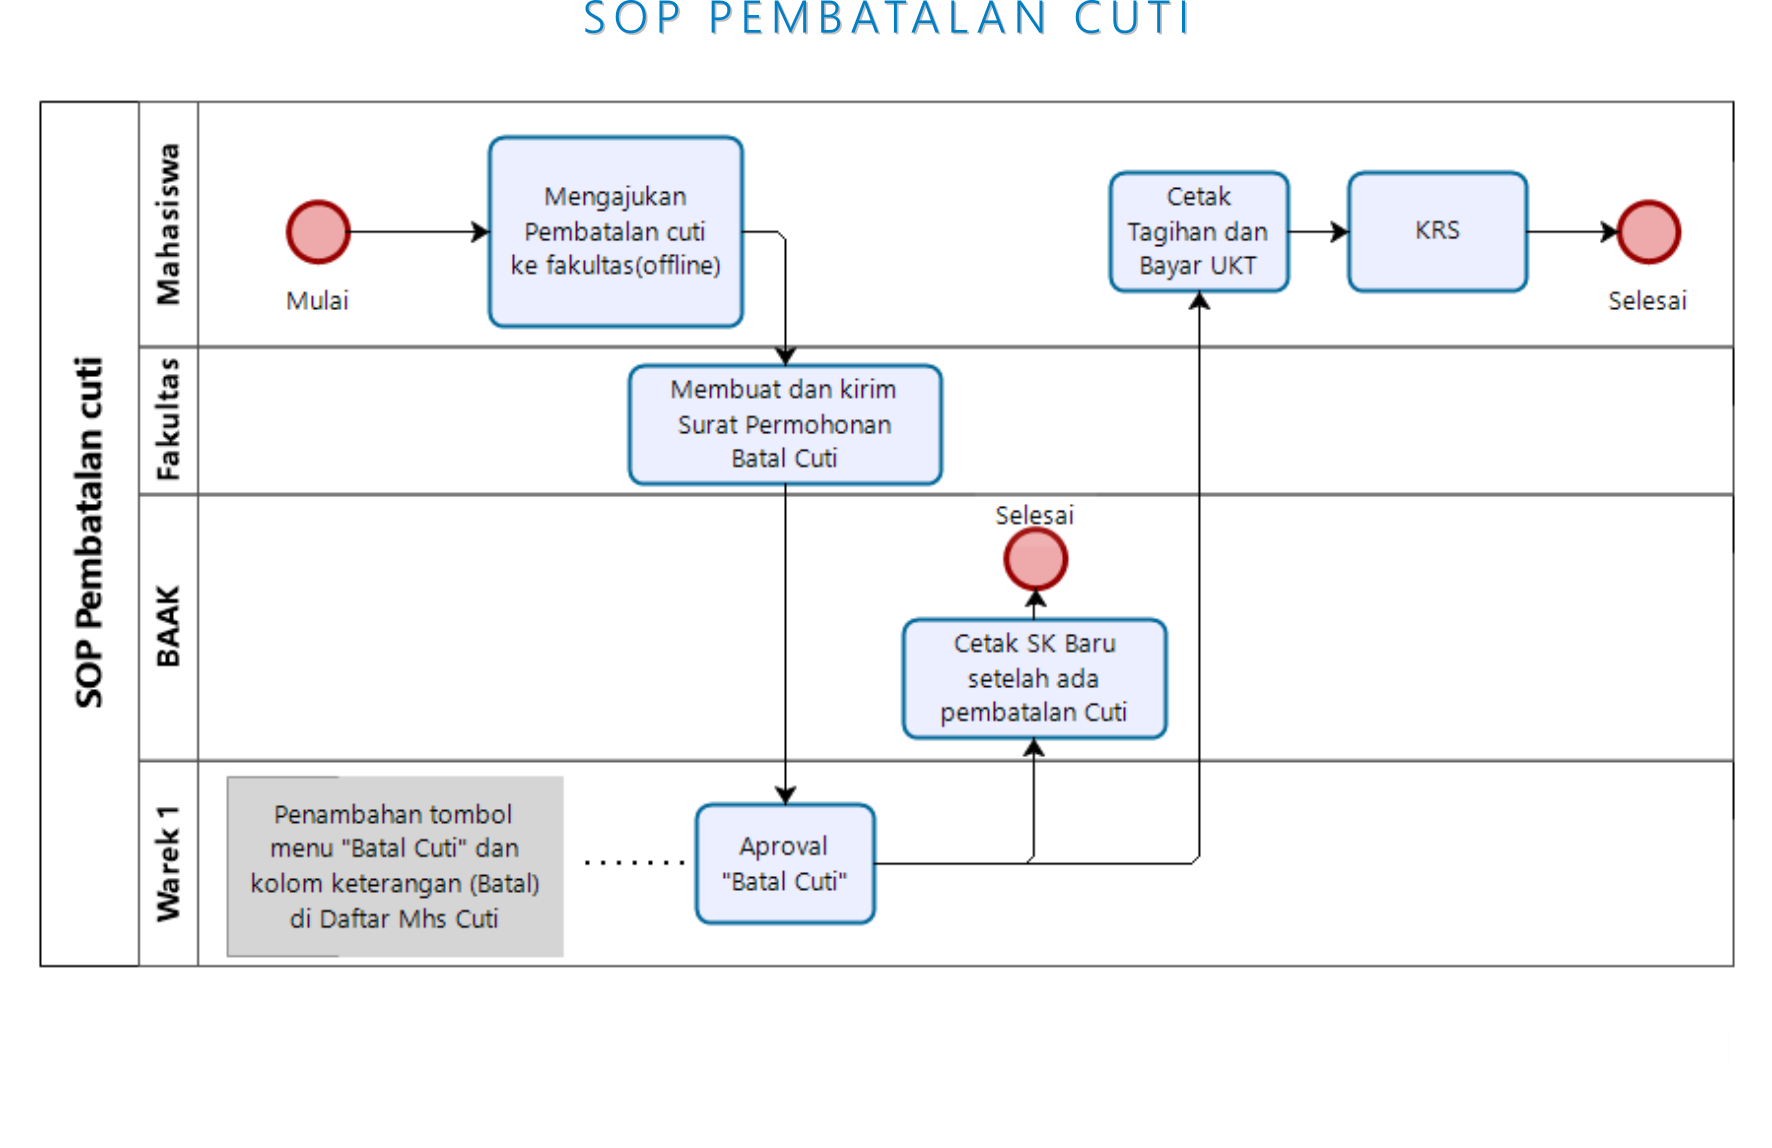 SOP PEMBATALAN CUTI
SOP Pembatalan cuti
Mahasiswa
Mulai
Mengajukan
Pembatalan cuti
ke fakultas(offline)
Cetak
Tagihan dan
Bayar UKT
KRS
Selesai
Fakultas
Membuat dan kirim
Surat Permohonan
Batal Cuti
BAAK
Selesai
Cetak SK Baru
setelah ada
pembatalan Cuti
Warek 1
Penambahan tombol
menu "Batal Cuti" dan
kolom keterangan (Batal)
di Daftar Mhs Cuti
Aproval
"Batal Cuti"